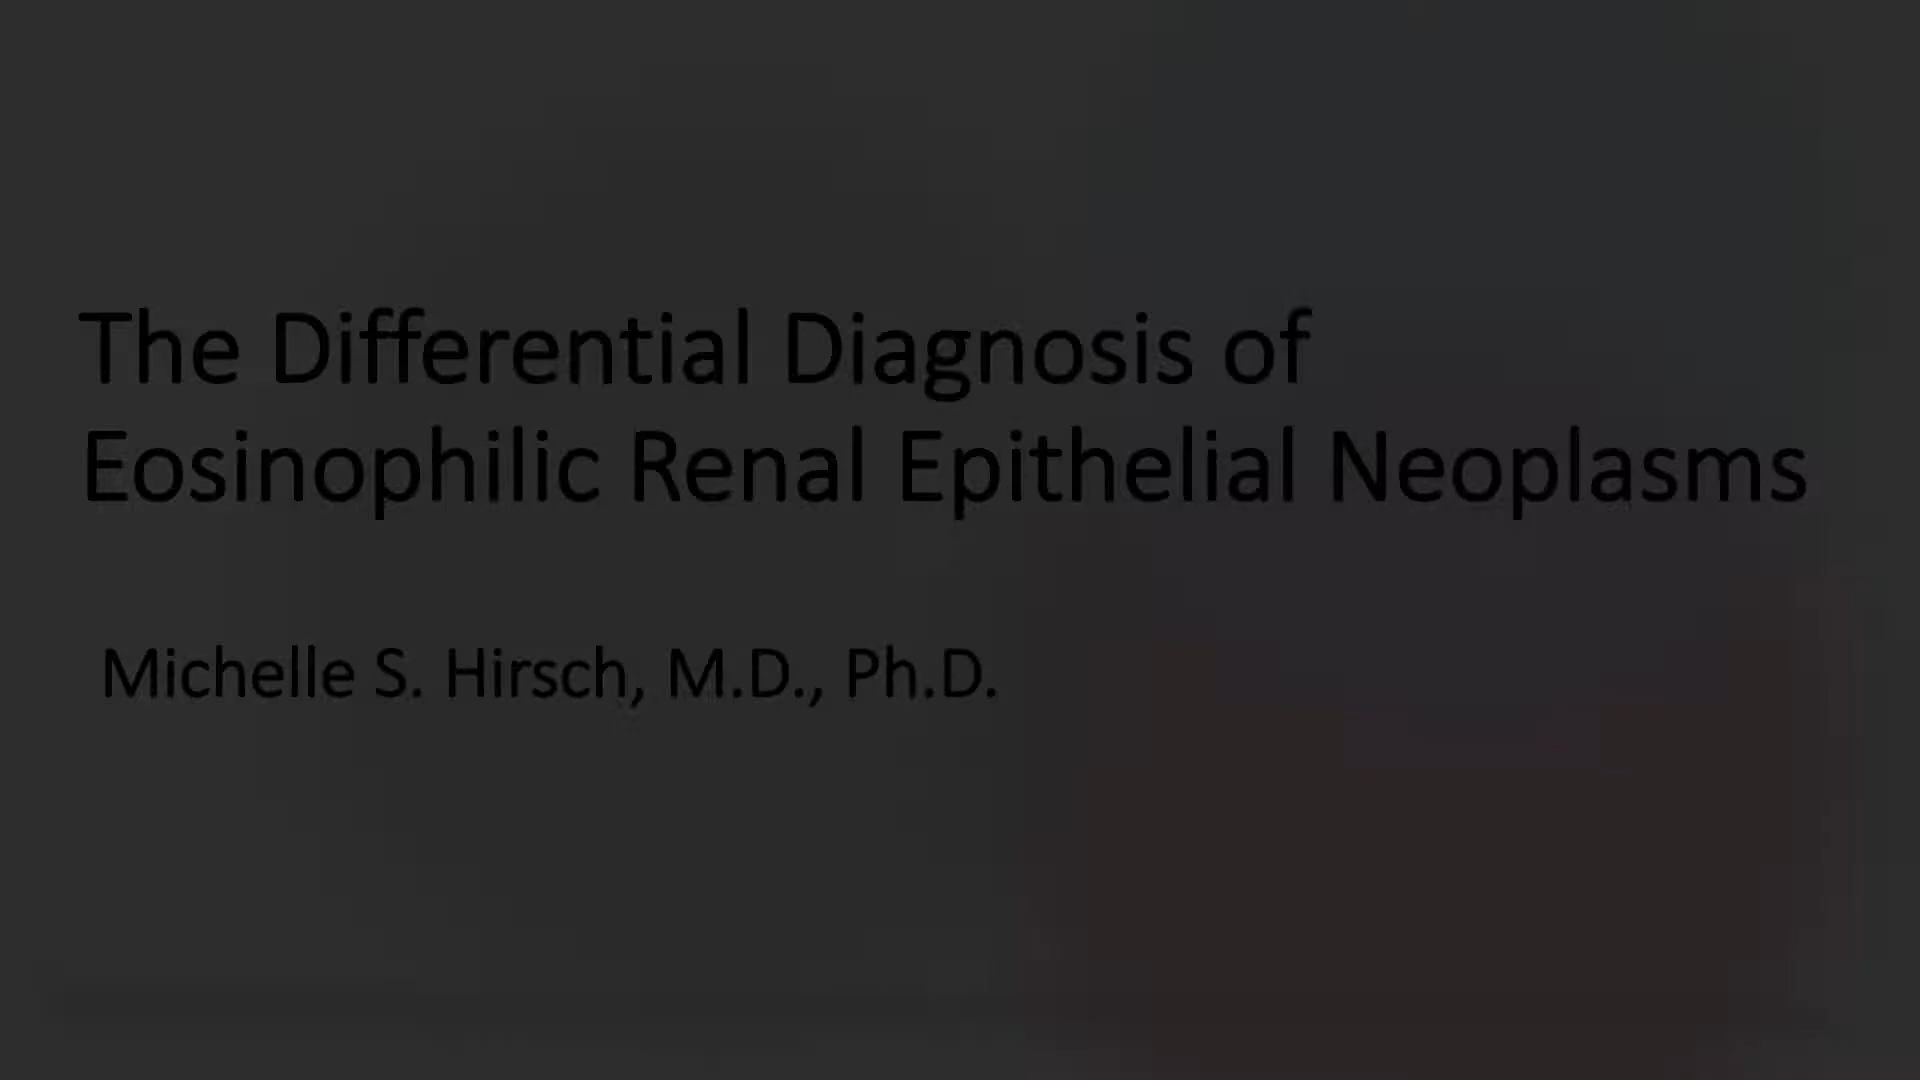 The Differential Diagnosis of
Eosinophilic Renal Epithelial Neoplasms
Michelle S. Hirsch, M.D., Ph.D.